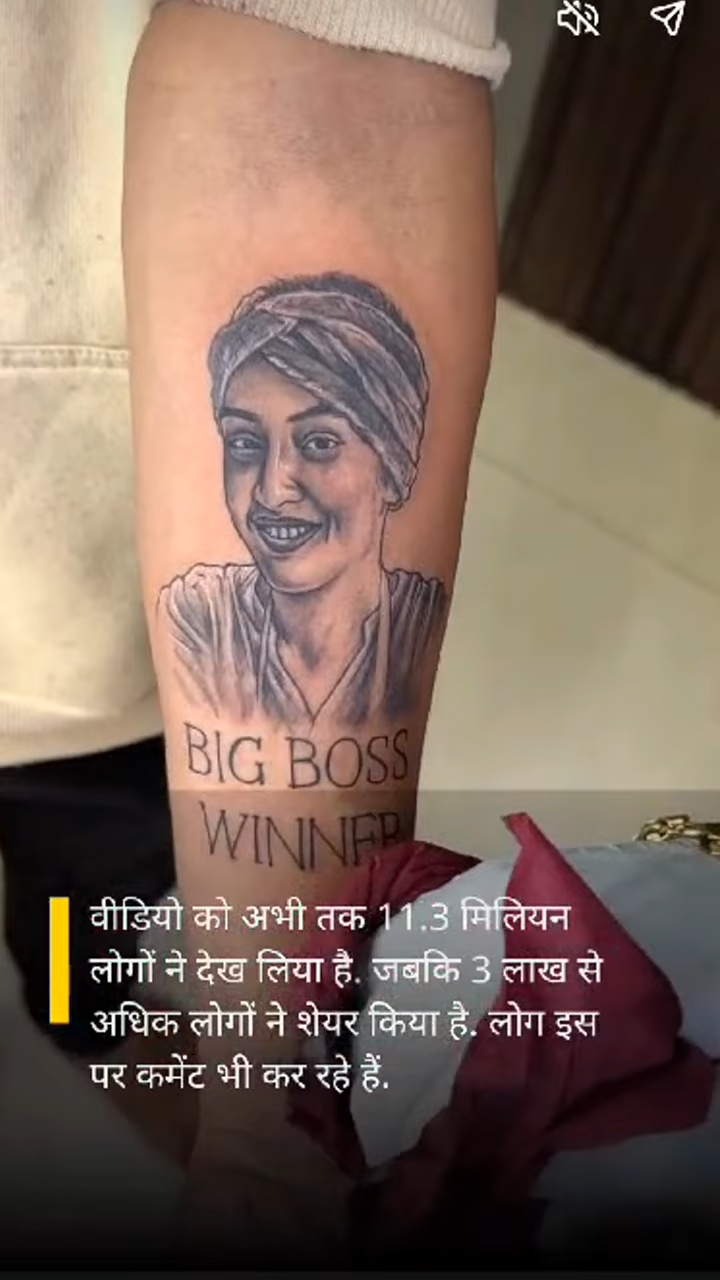 BIG BOSS
WINNER
वीडियो को अभी तक 11.3 मिलियन
लोगों ने देख लिया है. जबकि 3 लाख से
अधिक लोगों ने शेयर किया है. लोग इस
पर कमेंट भी कर रहे हैं.